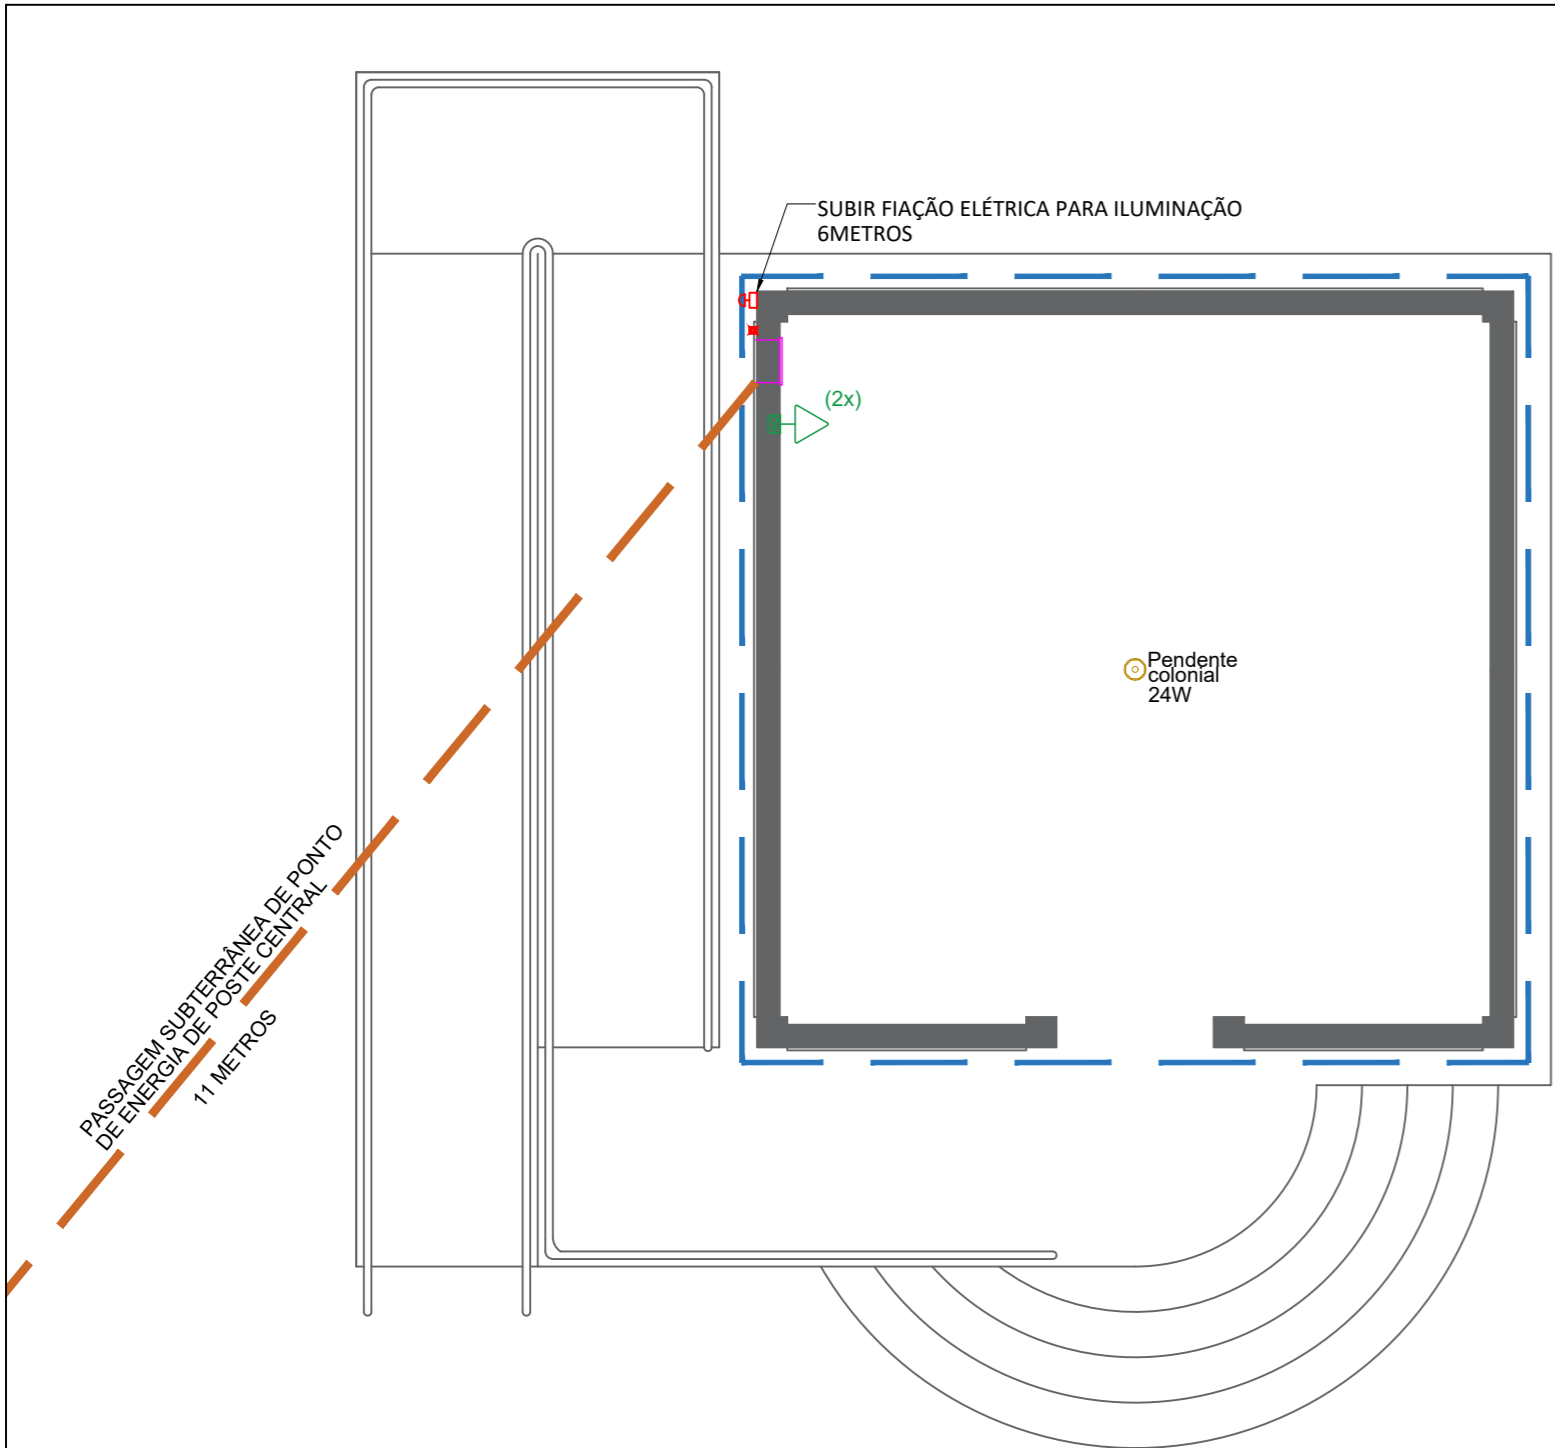 SUBIR FIAÇÃO ELÉTRICA PARA ILUMINAÇÃO
6METROS
(2x)
Pendente
colonial
24W
PASSAGEM SUBTERRÂNEA DE PONTO
DE ENERGIA DE POSTE CENTRAL
11 METROS